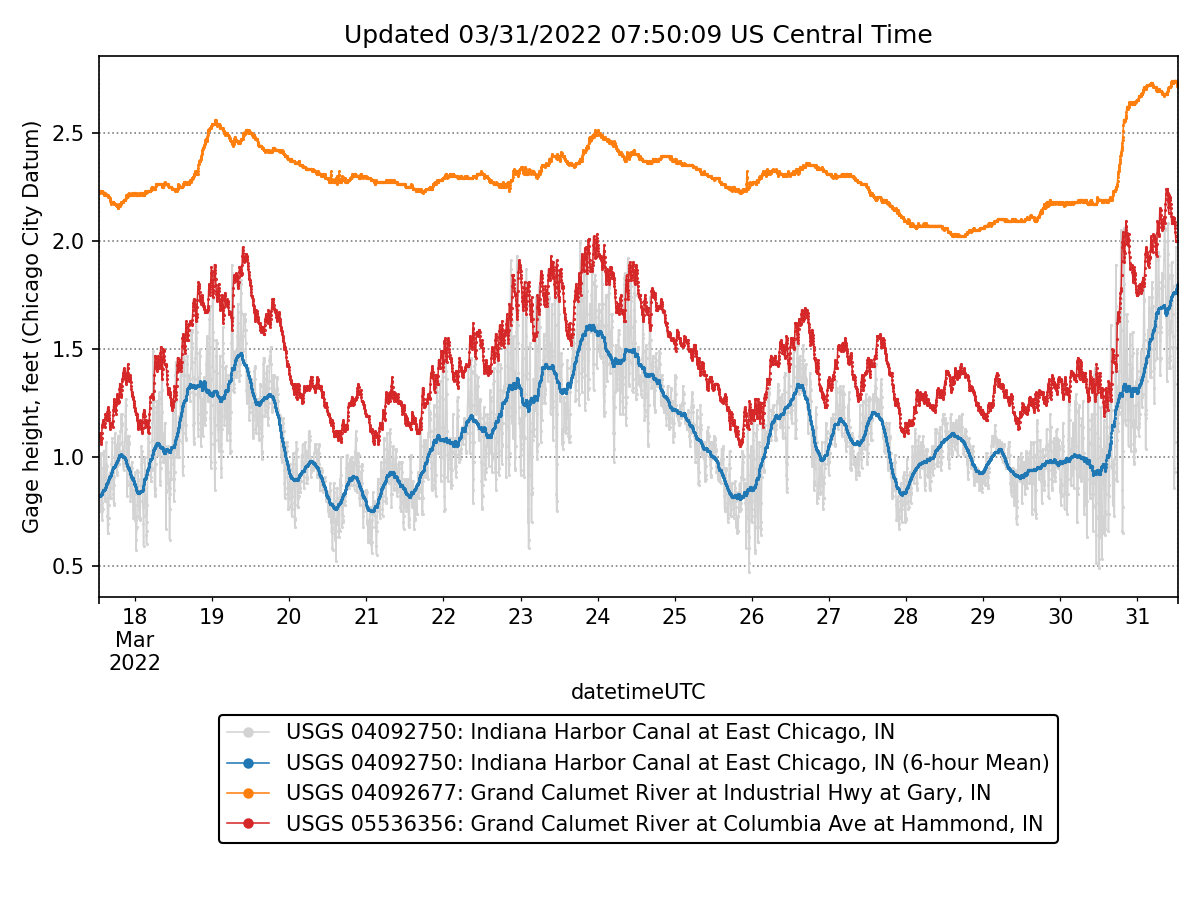 Updated 03/31/2022 07:50:09 US Central Time
Gage height, feet (Chicago City Datum)
2.5
2.0
1.5
1.0
0.5
18 19 20 21 22 23 24 25 26 27 28 29 30 31
Mar
2022
datetimeUTC
USGS 04092750: Indiana Harbor Canal at East Chicago, IN
USGS 04092750: Indiana Harbor Canal at East Chicago, IN (6-hour Mean)
USGS 04092677: Grand Calumet River at Industrial Hwy at Gary, IN
USGS 05536356: Grand Calumet River at Columbia Ave at Hammond, IN